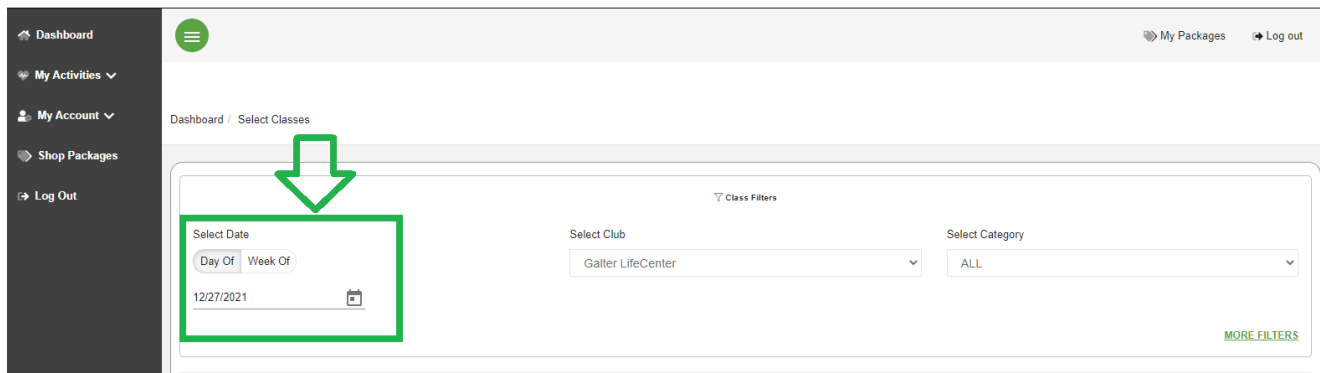 Dashboard
My Activities
My Account
Shop Packages
Log Out
My Packages
Log out
Dashboard / Select Classes
Class Filters
Select Date
Day Of Week Of
12/27/2021
Select Club
Galter LifeCenter
Select Category
ALL
MORE FILTERS